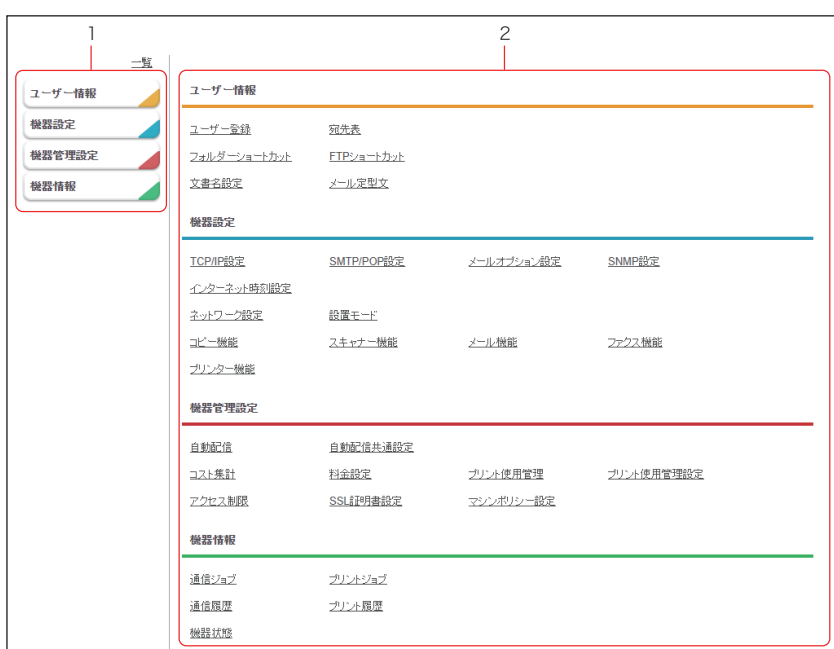 1
2
一覧
ユーザー情報
機器設定
機器管理設定
機器情報
ユーザー情報
ユーザー登録 宛先表
フォルダーショートカット FTPショートカット
文書名設定 メール定型文
機器設定
TCP/IP設定 SMTP/POP設定 メールオプション設定 SNMP設定
インターネット時刻設定
ネットワーク設定 設置モード
コピー機能 スキャナー機能 メール機能 ファクス機能
プリンター機能
機器管理設定
自動配信 自動配信共通設定
コスト集計 料金設定 プリント使用管理 プリント使用管理設定
アクセス制限 SSL証明書設定 マシンポリシー設定
機器情報
通信ジョブ プリントジョブ
通信履歴 プリント履歴
機器状態